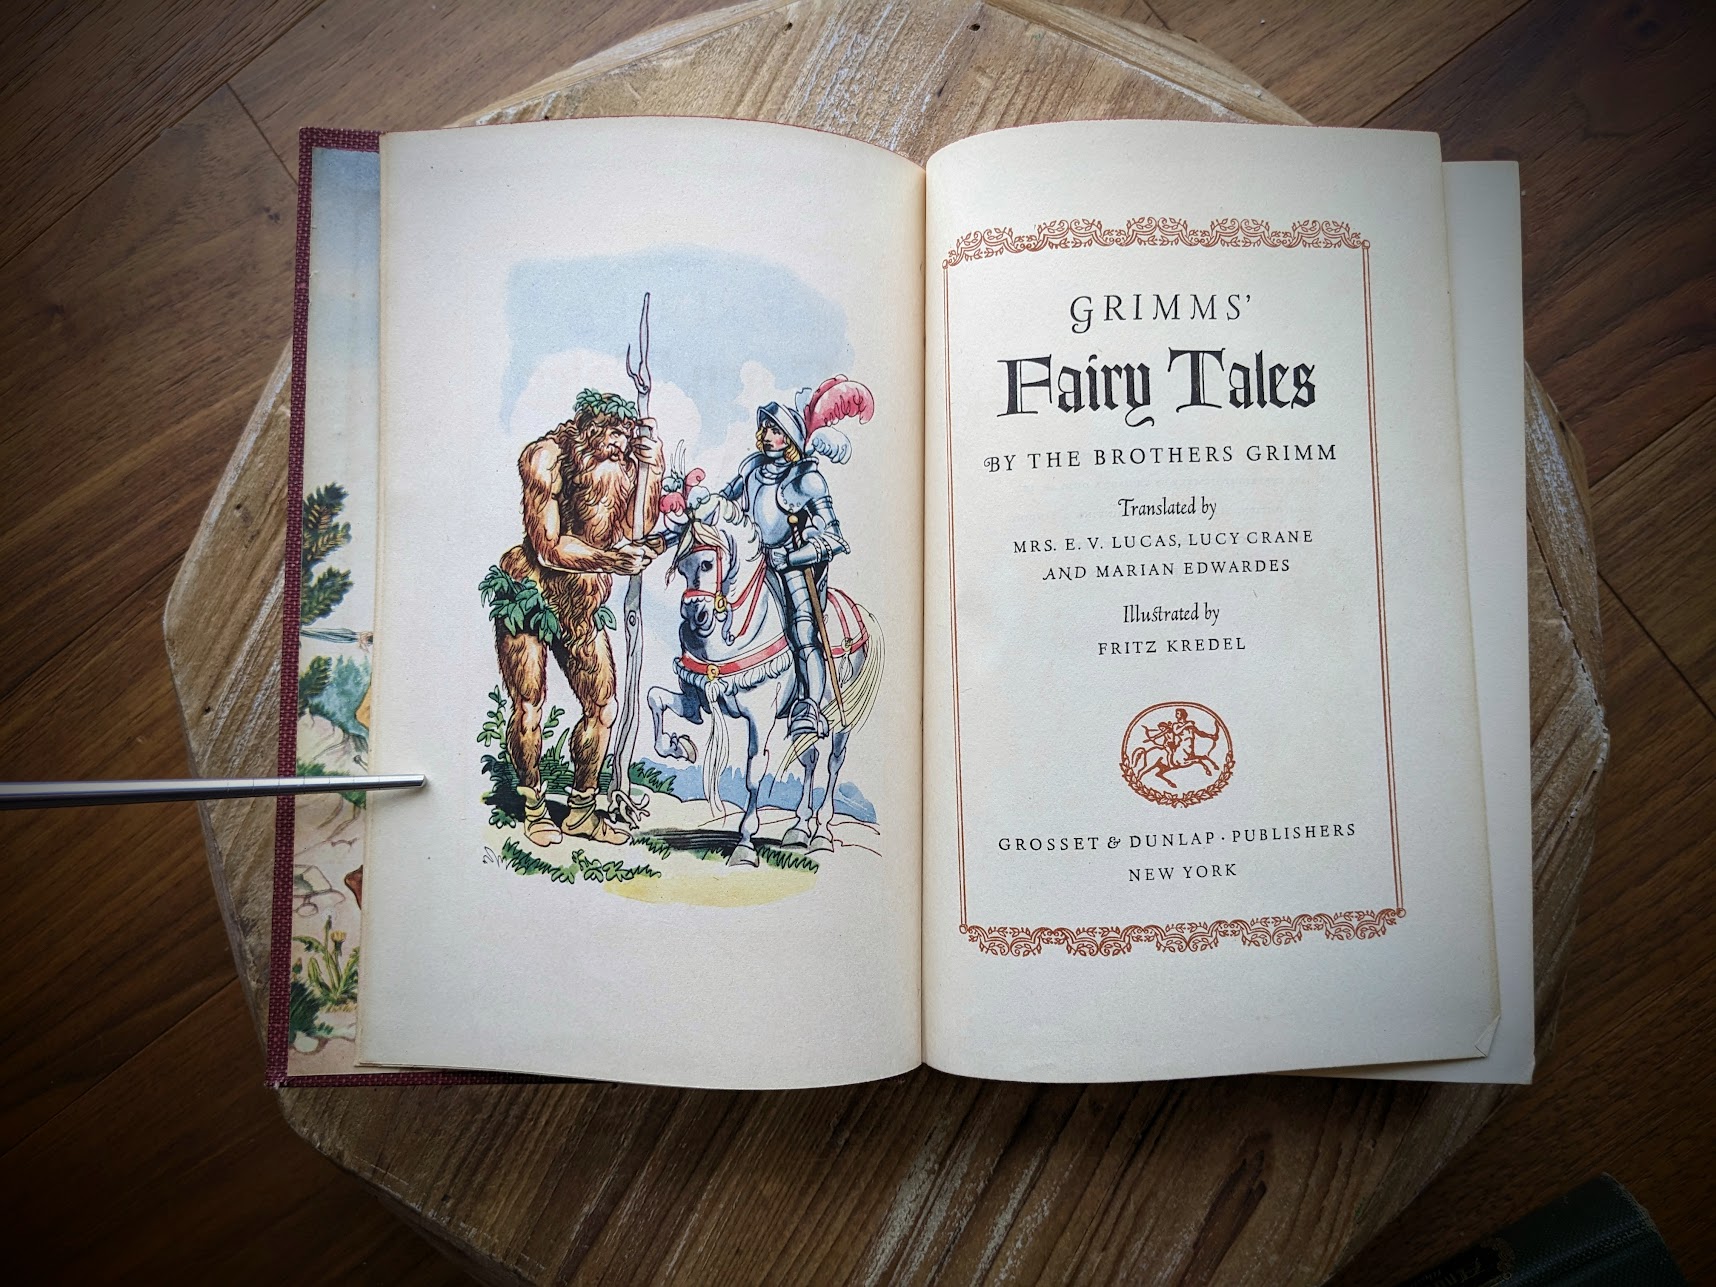 GRIMMS'
Fairy Tales
BY THE BROTHERS GRIMM
Translated by
MRS. E. V. LUCAS, LUCY CRANE
AND MARIAN EDWARDES
Illustrated by
FRITZ KREDEL
GROSSET & DUNLAP · PUBLISHERS
NEW YORK